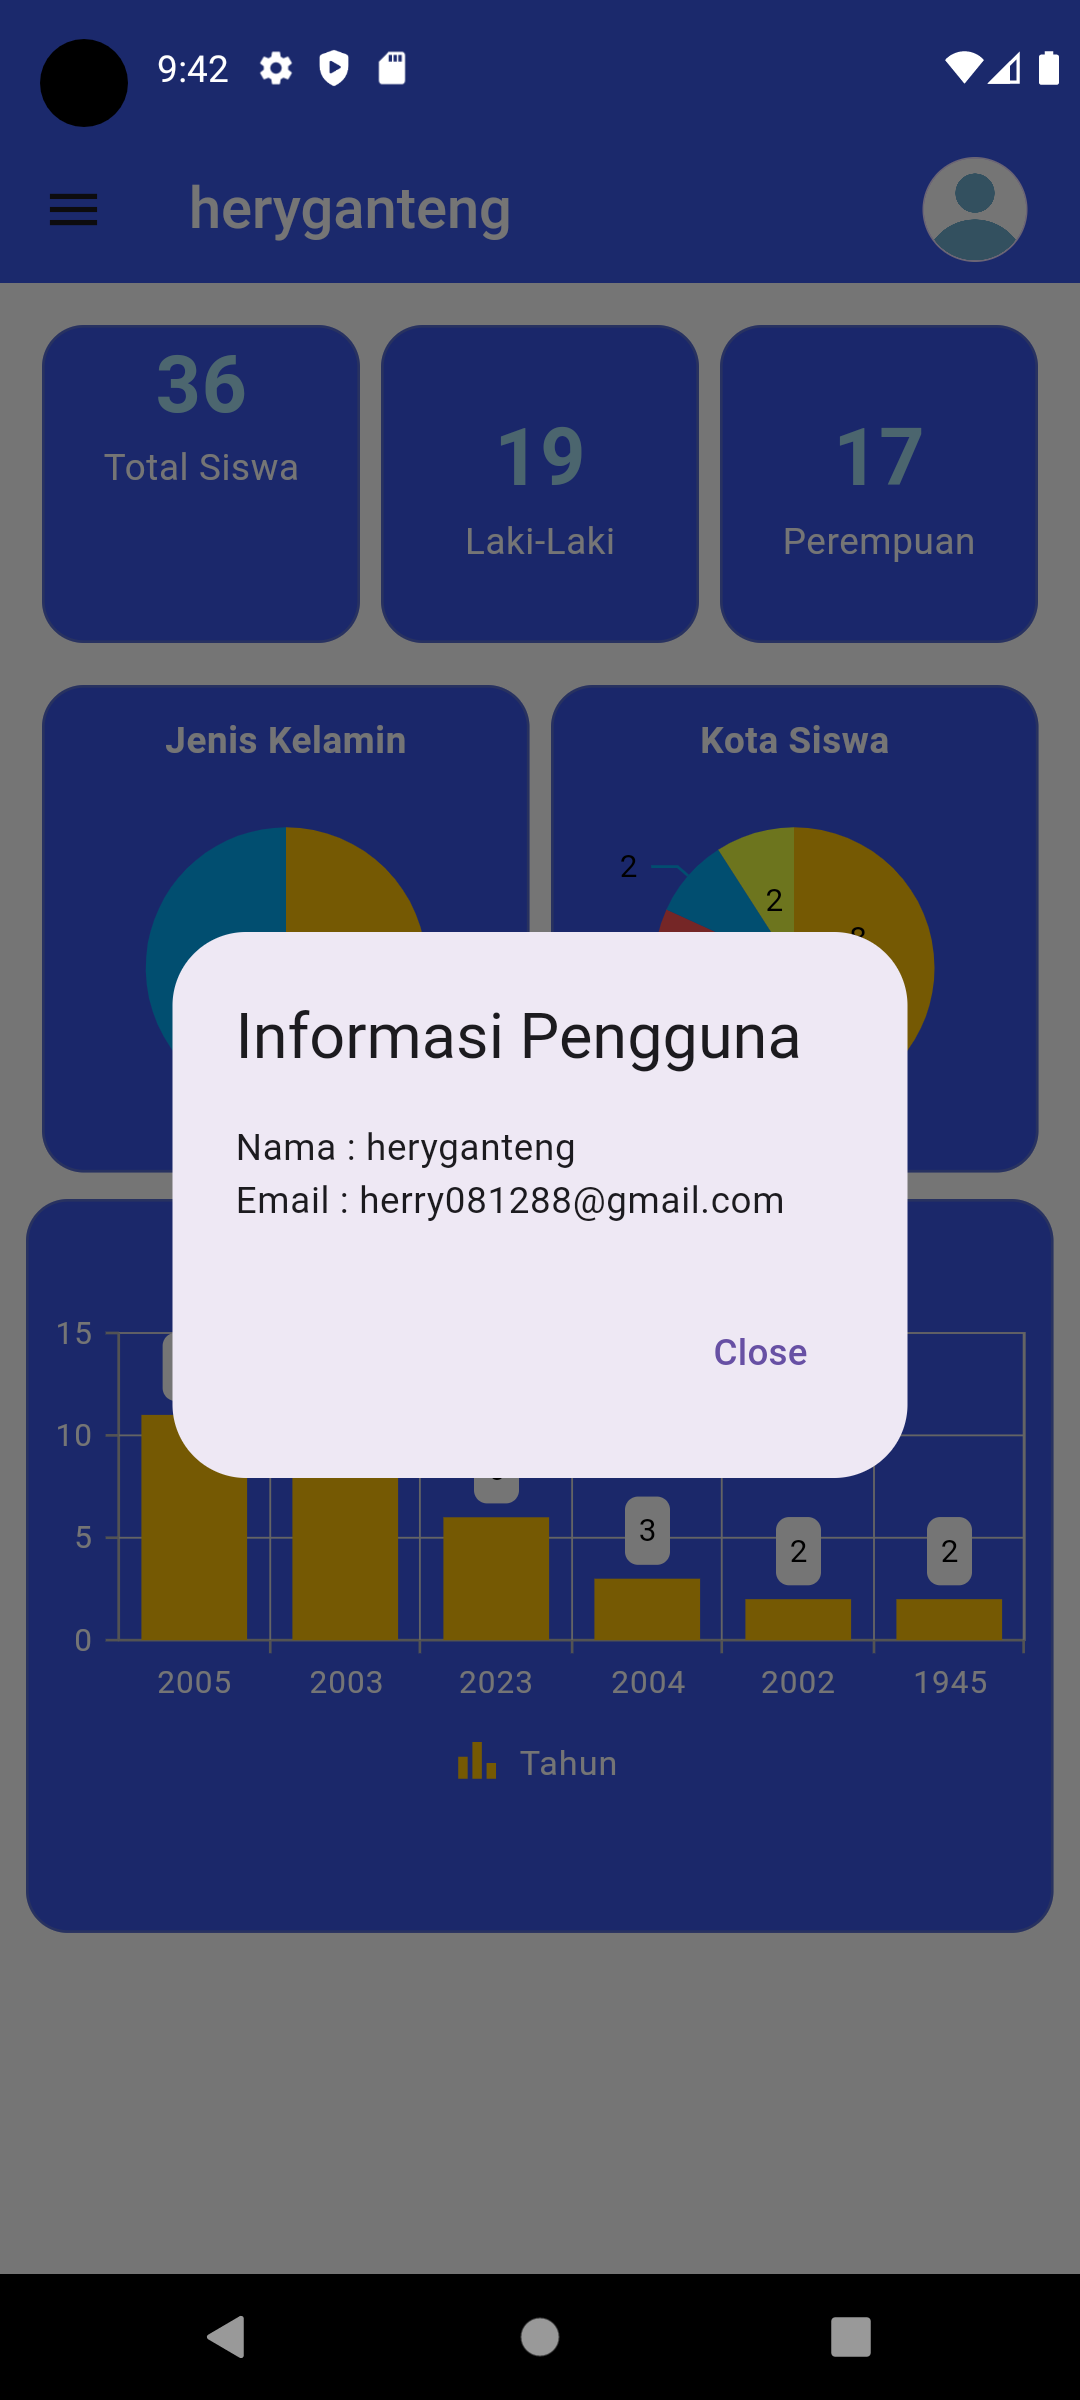 9:42
heryganteng
36
Total Siswa
19
Laki-Laki
17
Perempuan
Jenis Kelamin
Kota Siswa
2
2
Informasi Pengguna
Nama : heryganteng
Email : herry081288@gmail.com
Close
15
10
5
0
3
2
2
2005 2003 2023 2004 2002 1945
Tahun